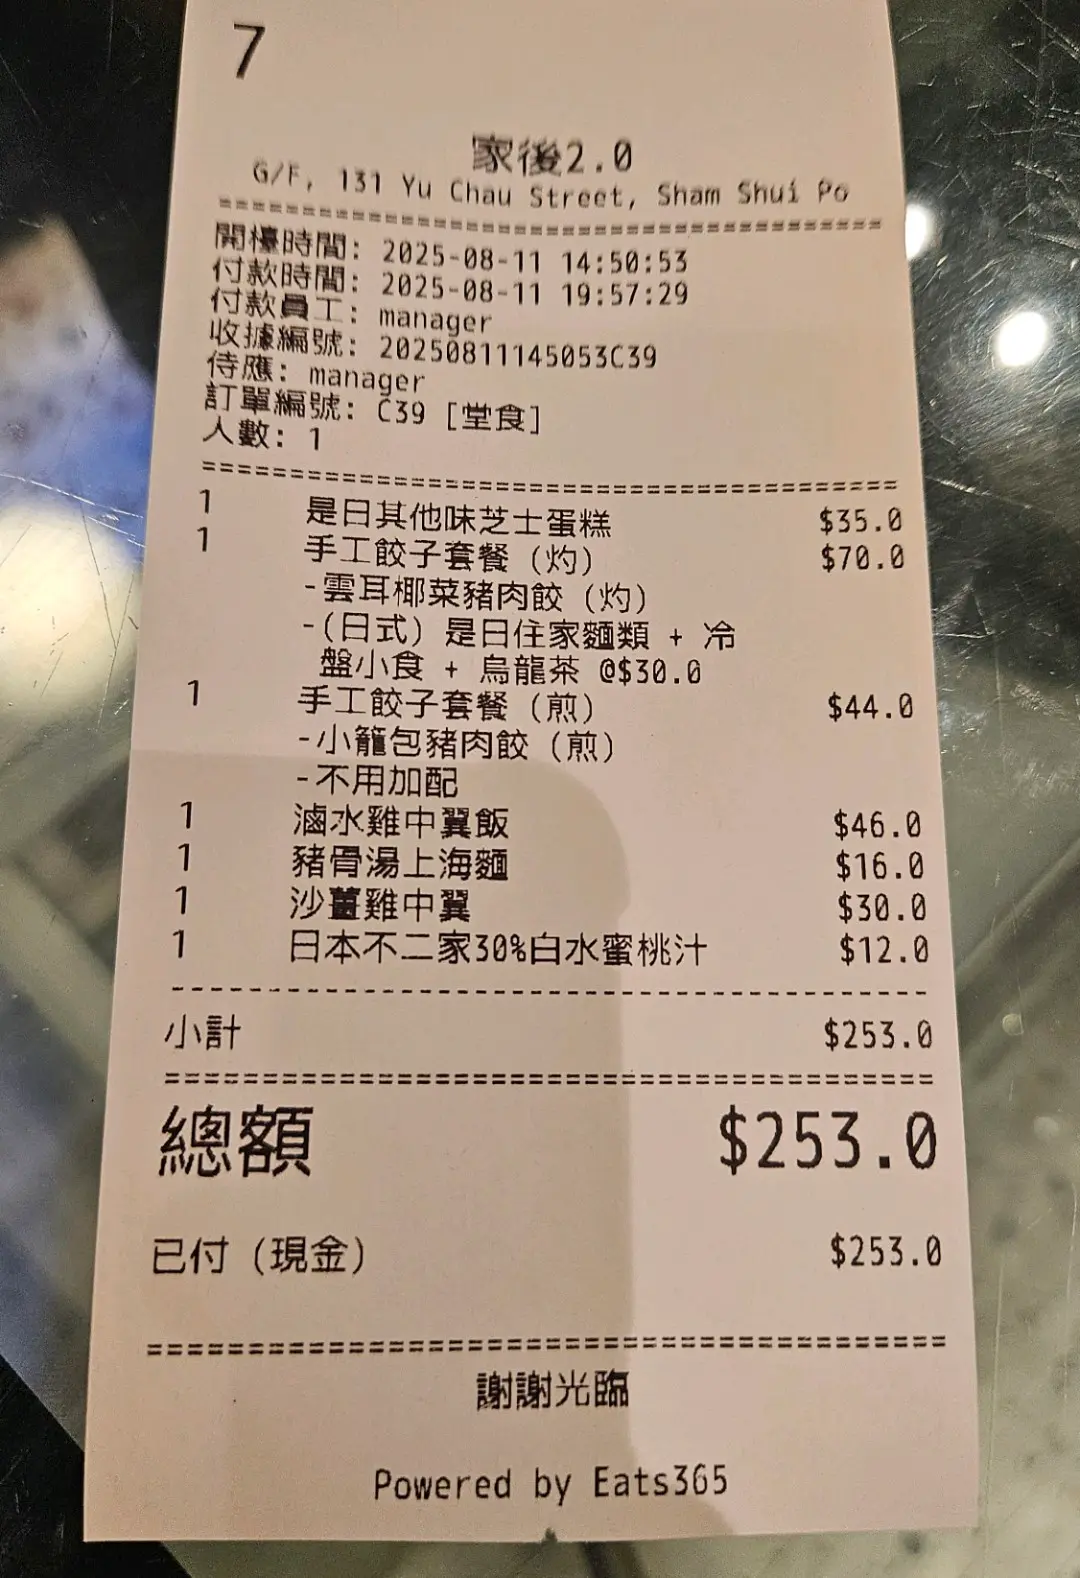 7
家後2.0
G/F, 131 Yu Chau Street, Sham Shui Po
開檯時間: 2025-08-11 14:50:53
付款時間: 2025-08-11 19:57:29
付款員工: manager
收據編號: 20250811145053C39
侍應: manager
訂單編號: C39 [堂食]
人數: 1
1 是日其他味芝士蛋糕 $35.0
1 手工餃子套餐 (灼) $70.0
-雲耳椰菜豬肉餃 (灼)
-(日式) 是日住家麵類 + 冷
盤小食 + 烏龍茶 @$30.0
1 手工餃子套餐 (煎) $44.0
-小籠包豬肉餃 (煎)
-不用加配
1 滷水雞中翼飯 $46.0
1 豬骨湯上海麵 $16.0
1 沙薑雞中翼 $30.0
1 日本不二家30%白水蜜桃汁 $12.0
小計 $253.0
總額 $253.0
已付 (現金) $253.0
謝謝光臨
Powered by Eats365